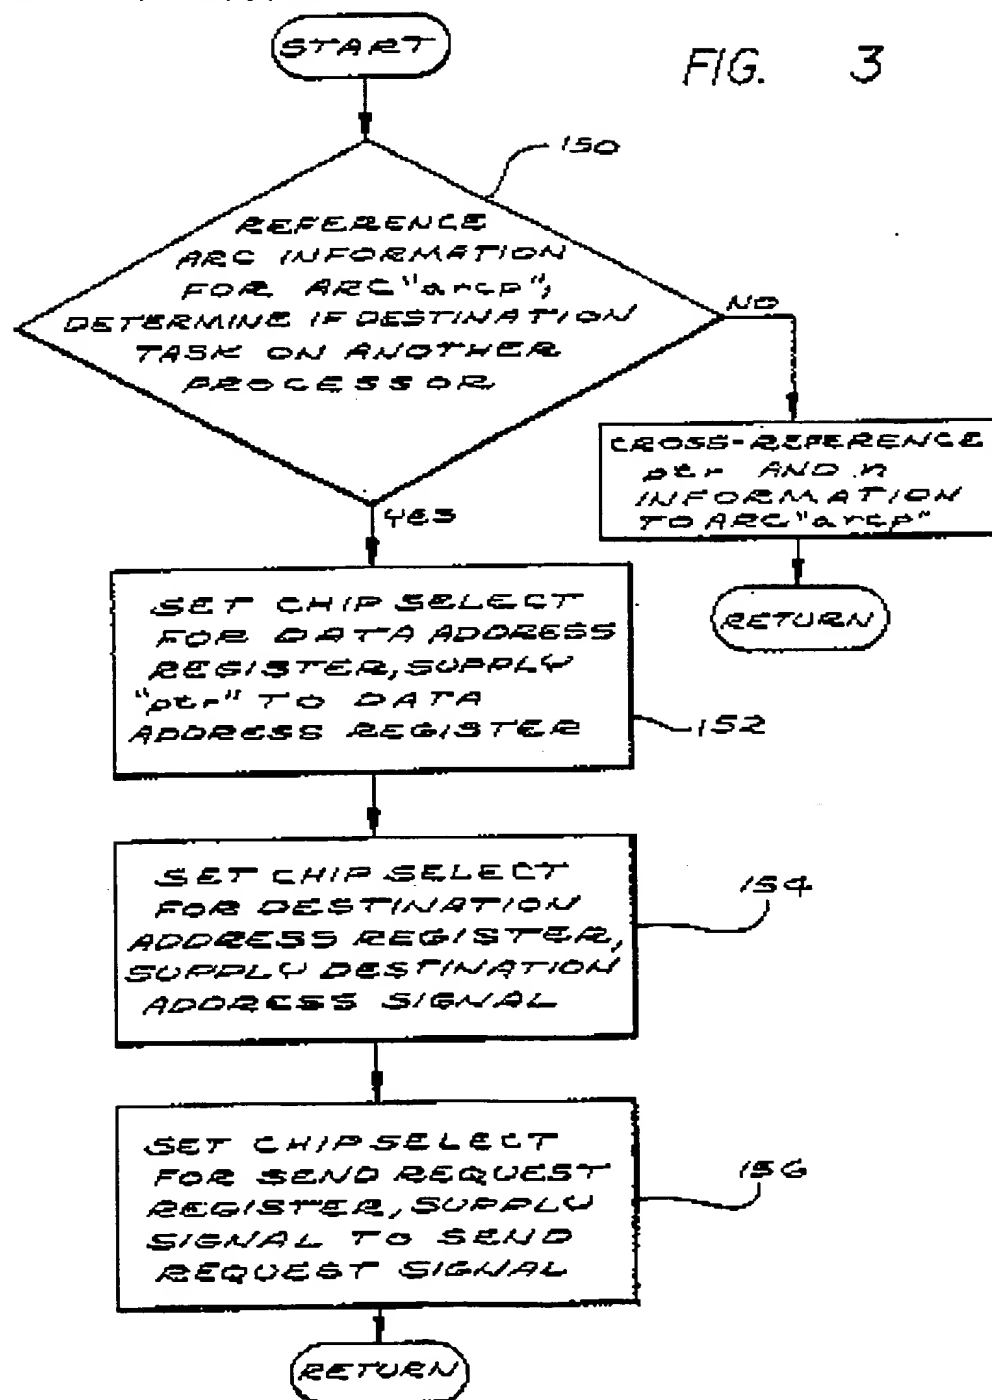 START
FIG. 3
150
REFERENCE
ARC INFORMATION
FOR ARC "arcp",
DETERMINE IF DESTINATION
TASK ON ANOTHER
PROCESSOR
NO
CROSS-REFERENCE
ptr AND n
INFORMATION
TO ARC "arcp"
RETURN
YES
SET CHIP SELECT
FOR DATA ADDRESS
REGISTER, SUPPLY
"ptr" TO DATA
ADDRESS REGISTER
152
SET CHIP SELECT
FOR DESTINATION
ADDRESS REGISTER,
SUPPLY DESTINATION
ADDRESS SIGNAL
154
SET CHIP SELECT
FOR SEND REQUEST
REGISTER, SUPPLY
SIGNAL TO SEND
REQUEST SIGNAL
156
RETURN